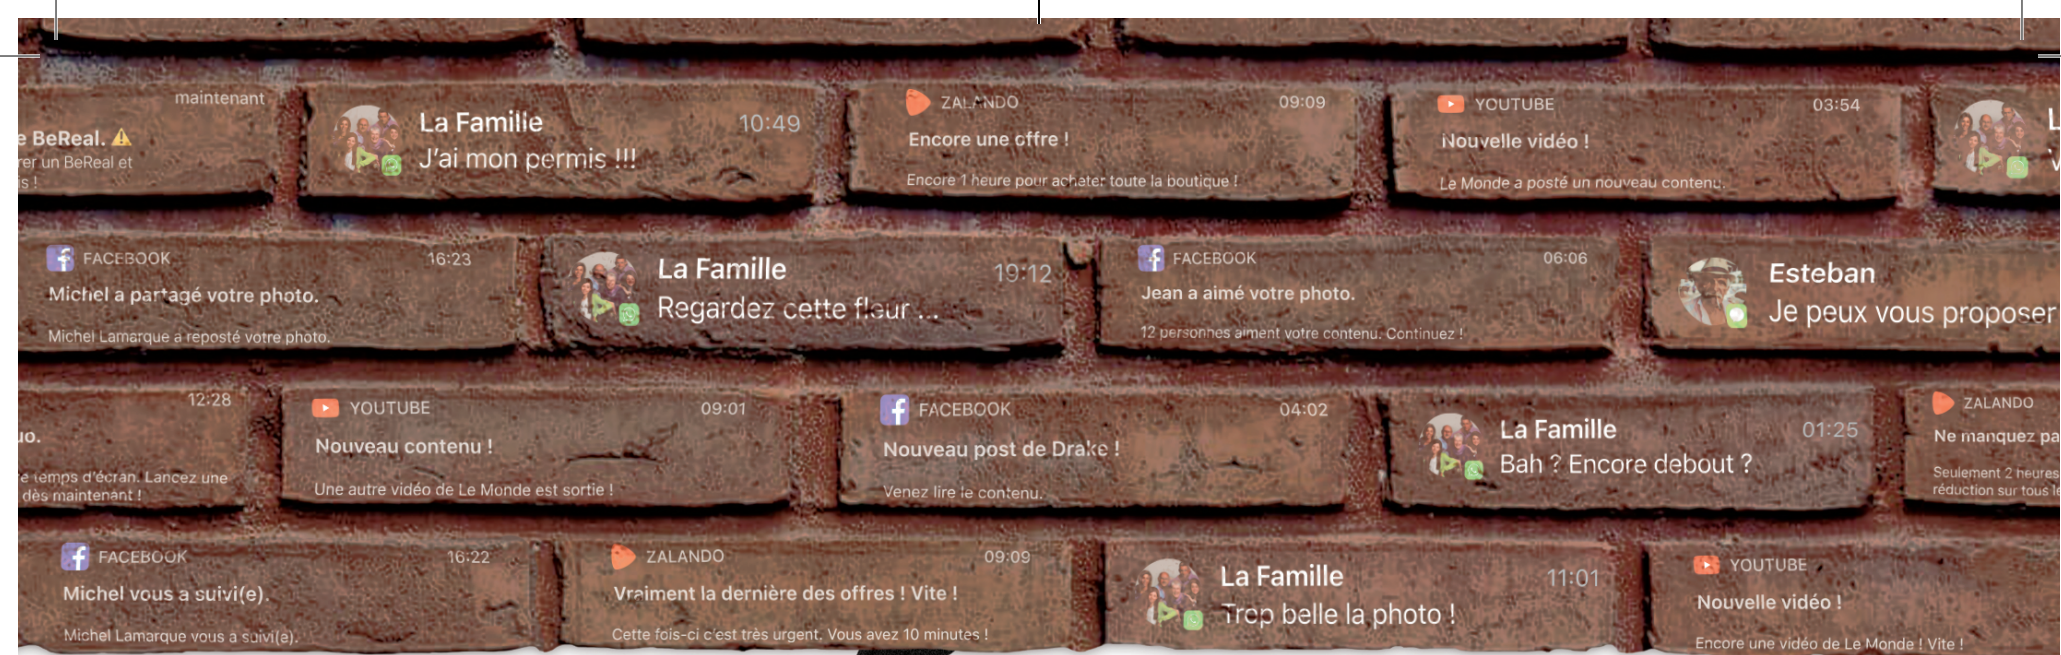 maintenant
e BeReal. ⚠️
rer un BeReal et
is !
La Famille
10:49
J'ai mon permis !!!
ZALANDO
09:09
Encore une offre !
Encore 1 heure pour acheter toute la boutique !
YOUTUBE
03:54
Nouvelle vidéo !
Le Monde a posté un nouveau contenu.
L
V
FACEBOOK
16:23
Michel a partagé votre photo.
Michel Lamarque a reposté votre photo.
La Famille
19:12
Regardez cette fleur ...
FACEBOOK
06:06
Jean a aimé votre photo.
12 personnes aiment votre contenu. Continuez !
Esteban
Je peux vous proposer
12:28
uo.
e temps d'écran. Lancez une
dès maintenant !
YOUTUBE
09:01
Nouveau contenu !
Une autre vidéo de Le Monde est sortie !
FACEBOOK
04:02
Nouveau post de Drake !
Venez lire le contenu.
La Famille
01:25
Bah ? Encore debout ?
ZALANDO
Ne manquez pa
Seulement 2 heures
réduction sur tous le
FACEBOOK
16:22
Michel vous a suivi(e).
Michel Lamarque vous a suivi(e).
ZALANDO
09:09
Vraiment la dernière des offres ! Vite !
Cette fois-ci c'est très urgent. Vous avez 10 minutes !
La Famille
11:01
Trop belle la photo !
YOUTUBE
Nouvelle vidéo !
Encore une vidéo de Le Monde ! Vite !